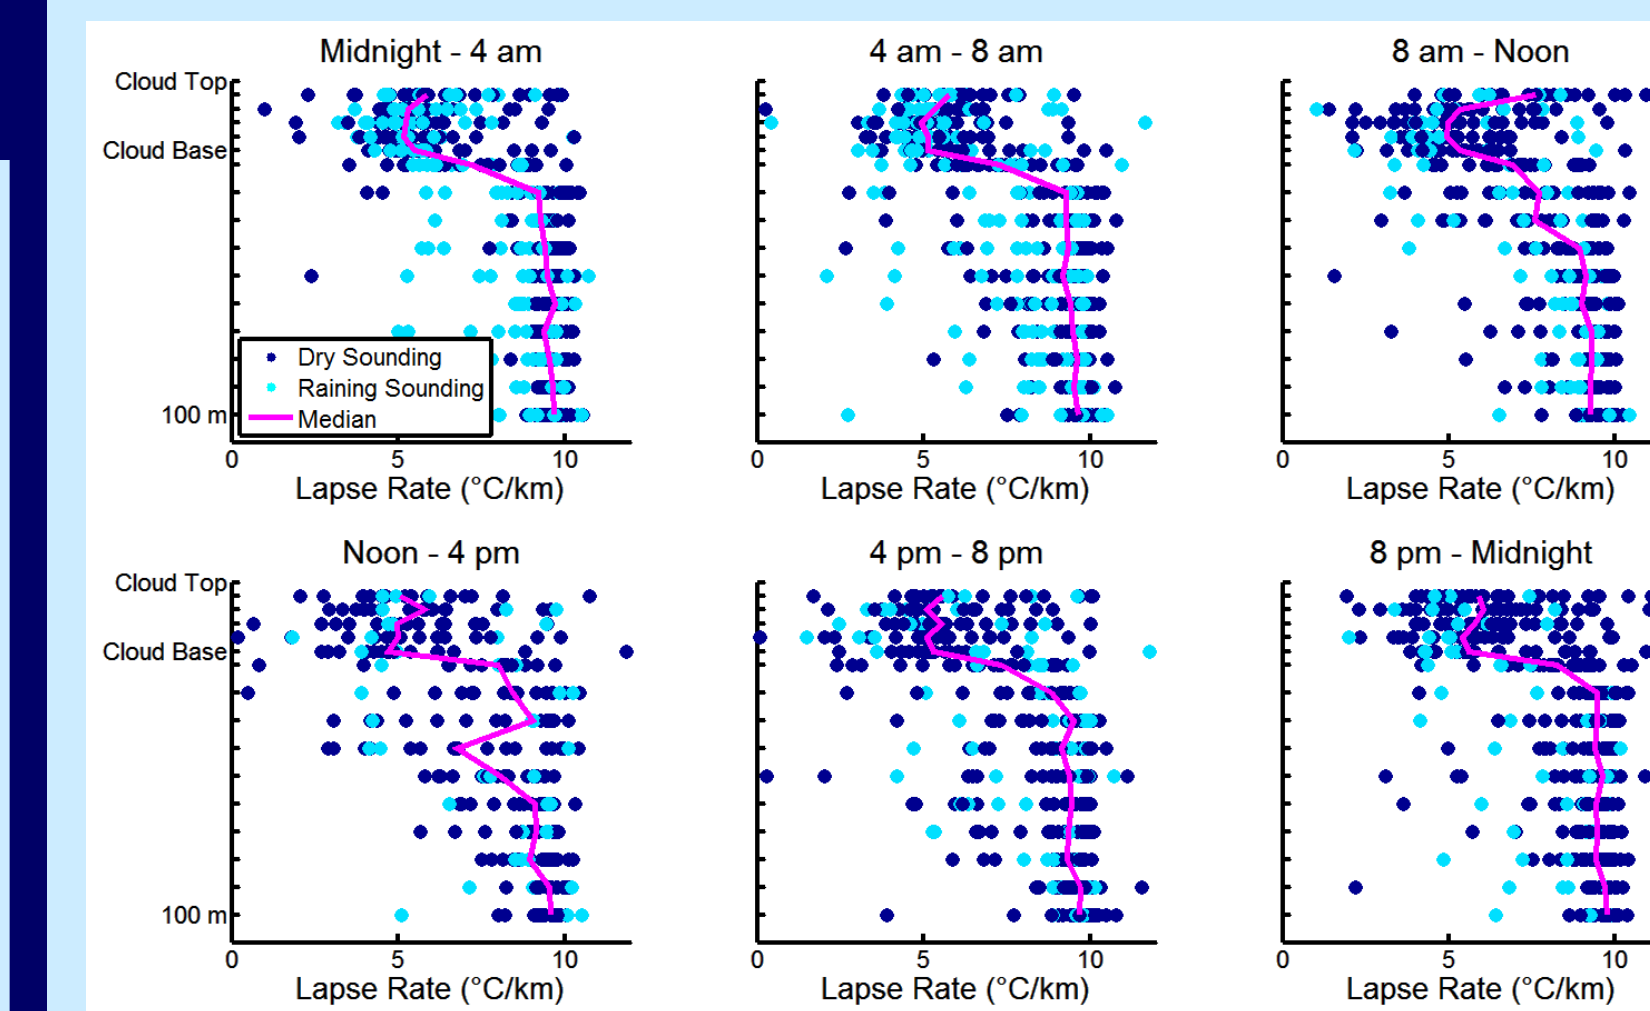 Midnight - 4 am
4 am - 8 am
8 am - Noon
Cloud Top
Cloud Base
100 m
Dry Sounding
Raining Sounding
Median
0 5 10
0 5 10
0 5 10
Lapse Rate (°C/km)
Lapse Rate (°C/km)
Lapse Rate (°C/km)
Noon - 4 pm
4 pm - 8 pm
8 pm - Midnight
Cloud Top
Cloud Base
100 m
0 5 10
0 5 10
0 5 10
Lapse Rate (°C/km)
Lapse Rate (°C/km)
Lapse Rate (°C/km)